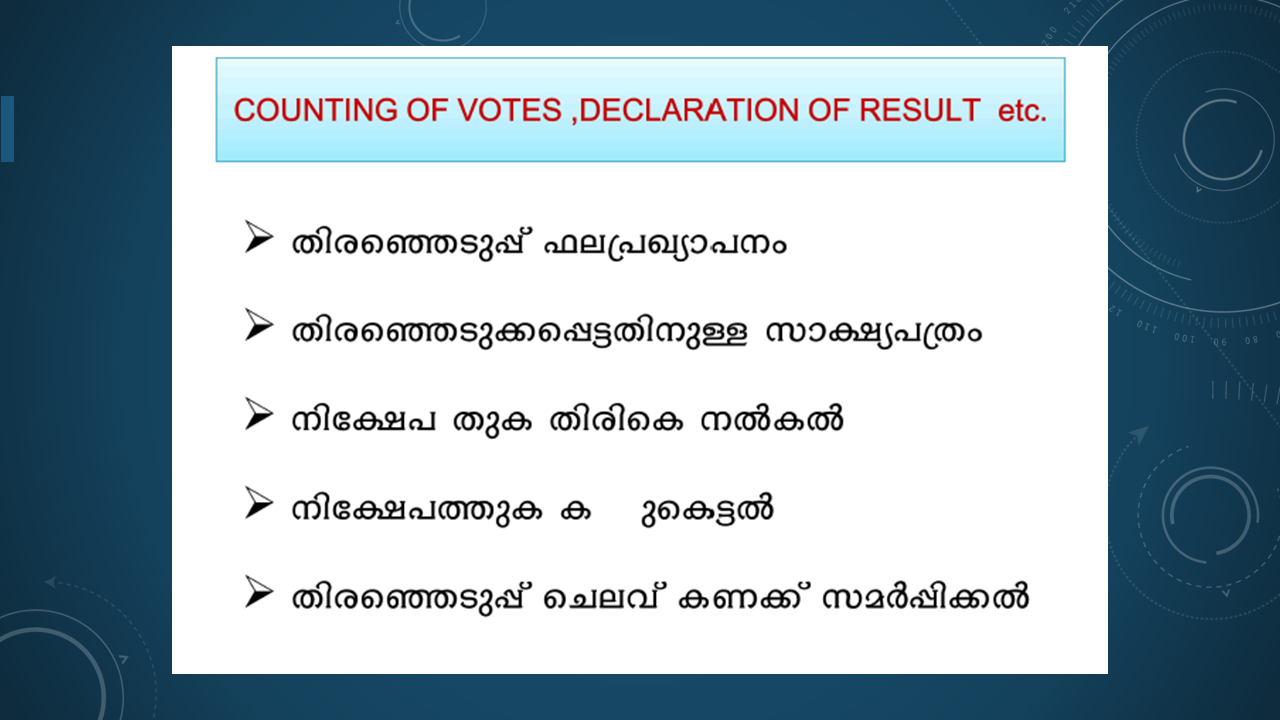 COUNTING OF VOTES ,DECLARATION OF RESULT etc.
തിരഞ്ഞെടുപ്പ് ഫലപ്രഖ്യാപനം
തിരഞ്ഞെടുക്കപ്പെട്ടതിനുള്ള സാക്ഷ്യപത്രം
നിക്ഷേപ തുക തിരികെ നൽകൽ
നിക്ഷേപത്തുക ക ുകെട്ടൽ
തിരഞ്ഞെടുപ്പ് ചെലവ് കണക്ക് സമർപ്പിക്കൽ